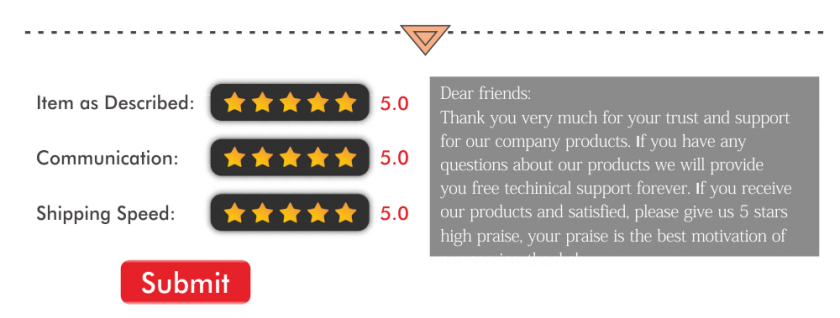 Item as Described: 5.0
Communication: 5.0
Shipping Speed: 5.0
Submit
Dear friends:
Thank you very much for your trust and support
for our company products. If you have any
questions about our products we will provide
you free techinical support forever. If you receive
our products and satisfied, please give us 5 stars
high praise, your praise is the best motivation of